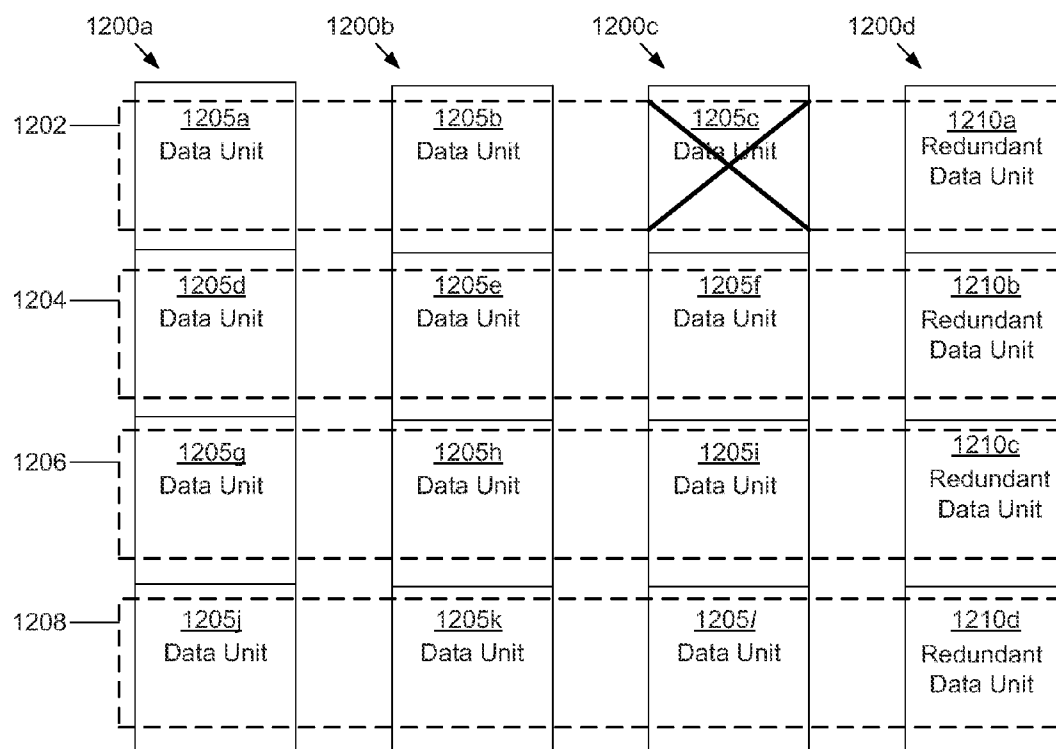 1200a 1200b 1200c 1200d
1202 1205a 1205b 1205c 1210a
Data Unit Data Unit Data Unit Redundant
Data Unit
1204 1205d 1205e 1205f 1210b
Data Unit Data Unit Data Unit Redundant
Data Unit
1206 1205g 1205h 1205i 1210c
Data Unit Data Unit Data Unit Redundant
Data Unit
1208 1205j 1205k 1205l 1210d
Data Unit Data Unit Data Unit Redundant
Data Unit